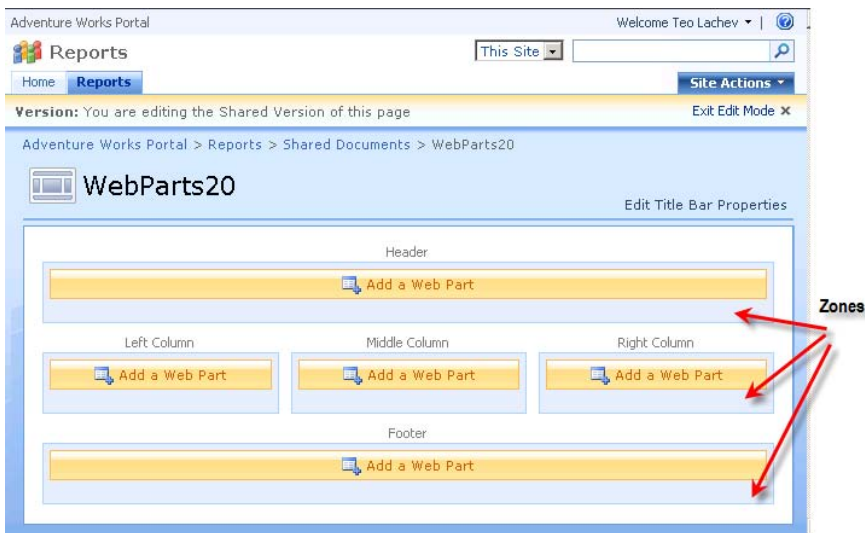 Adventure Works Portal
Welcome Teo Lachev
Reports
This Site
Home Reports
Site Actions
Version: You are editing the Shared Version of this page
Exit Edit Mode ×
Adventure Works Portal > Reports > Shared Documents > WebParts20
WebParts20
Edit Title Bar Properties
Header
Add a Web Part
Zones
Left Column Middle Column Right Column
Add a Web Part Add a Web Part Add a Web Part
Footer
Add a Web Part